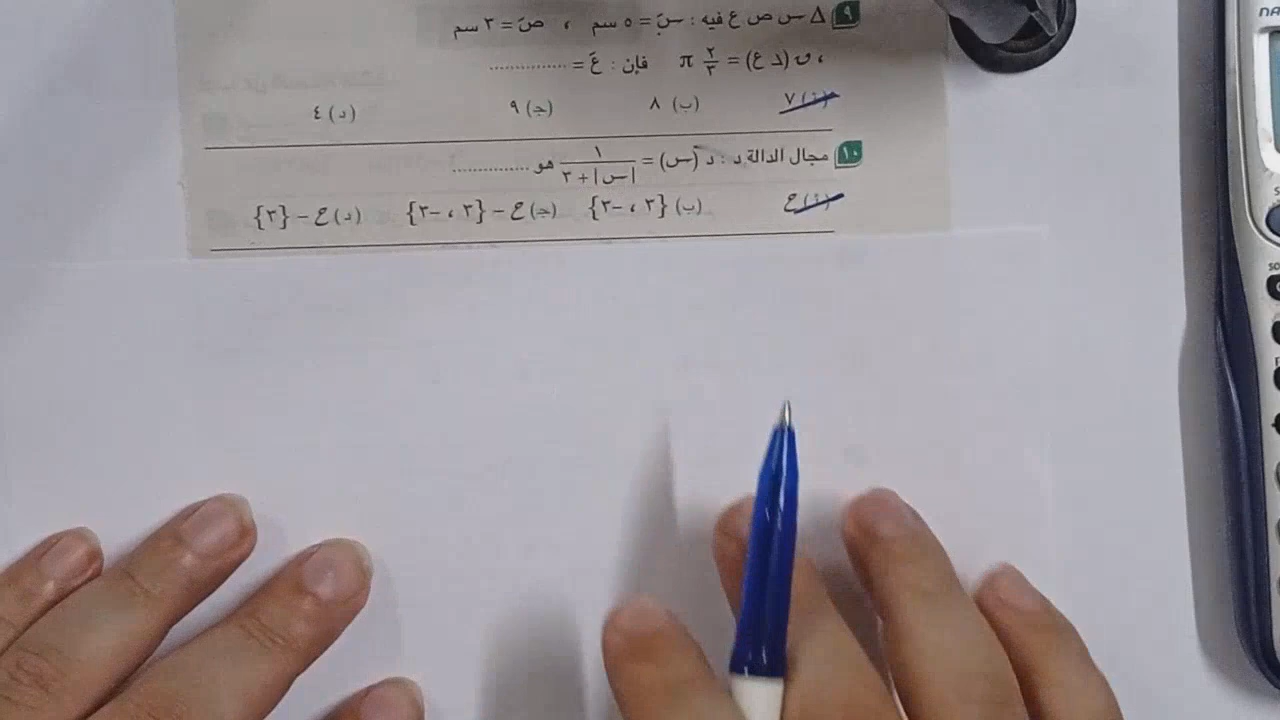 ٩ Δ س ص ع فيه : سَ = ٥ سم ، صَ = ٣ سم
، ن (د ع) = ٢/٣ π فإن : عَ = ..............
(أ) ٧ (ب) ٨ (جـ) ٩ (د) ٤
١٠ مجال الدالة د : د (س) = ١/(|س| + ٣) هو ..............
(أ) ع (ب) {٣ ، -٣} (جـ) ع - {٣ ، -٣} (د) ع - {٣}